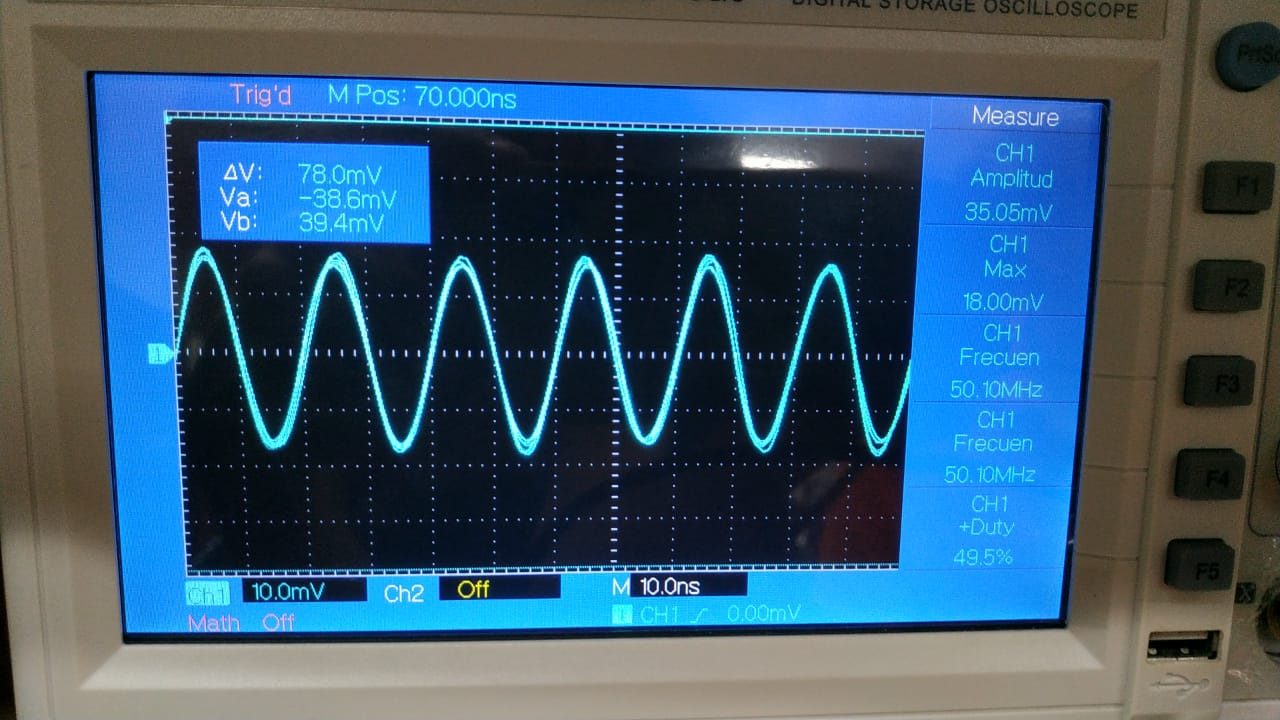 DIGITAL STORAGE OSCILLOSCOPE
PrtSc
Trig'd M Pos: 70.000ns
Measure
ΔV: 78.0mV
Va: -38.6mV
Vb: 39.4mV
CH1
Amplitud
35.05mV
CH1
Max
18.00mV
CH1
Frecuen
50.10MHz
CH1
Frecuen
50.10MHz
CH1
+Duty
49.5%
F1
F2
F3
F4
F5
1
Ch1 10.0mV Ch2 Off M 10.0ns
Math Off CH1 0.00mV